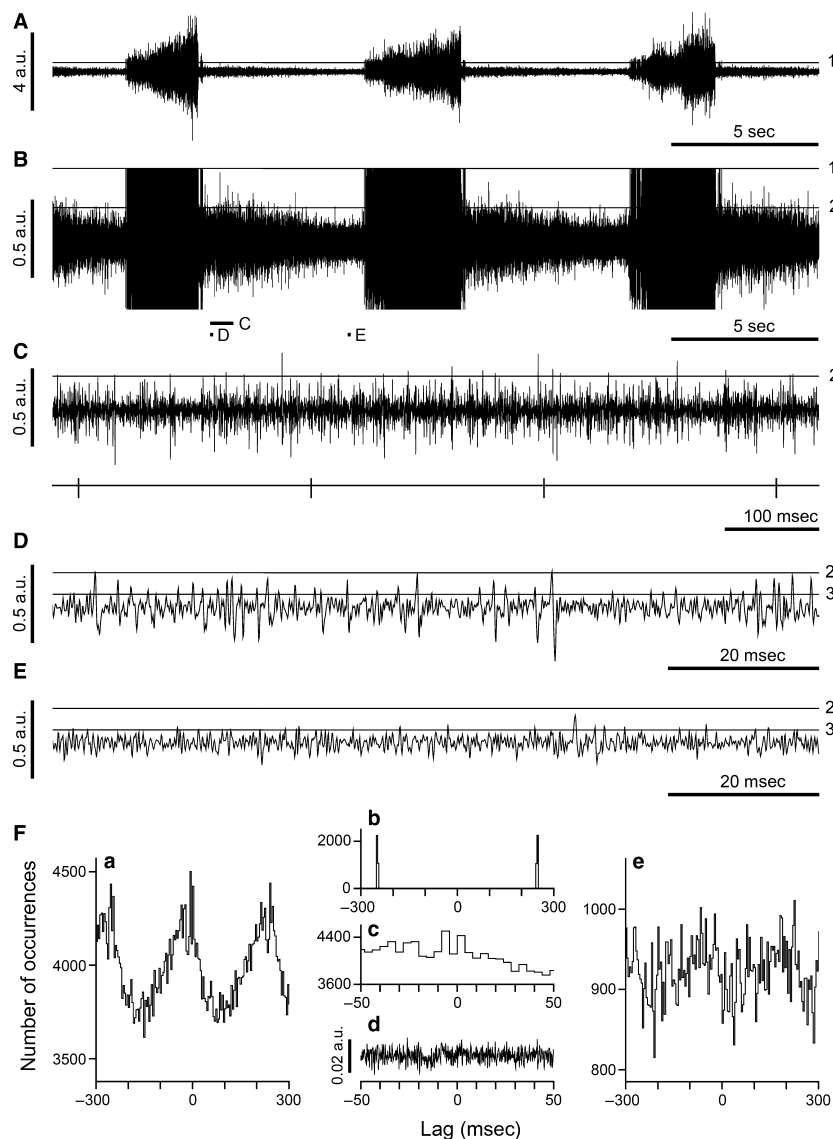 A
4 a.u.
1
5 sec
B
1
2
0.5 a.u.
C
D
E
5 sec
C
2
0.5 a.u.
100 msec
D
2
3
0.5 a.u.
20 msec
E
2
3
0.5 a.u.
20 msec
F
a
Number of occurrences
4500
4000
3500
−300
0
300
b
2000
0
−300
0
300
c
4400
3600
−50
0
50
d
0.02 a.u.
−50
0
50
Lag (msec)
e
1000
900
800
−300
0
300